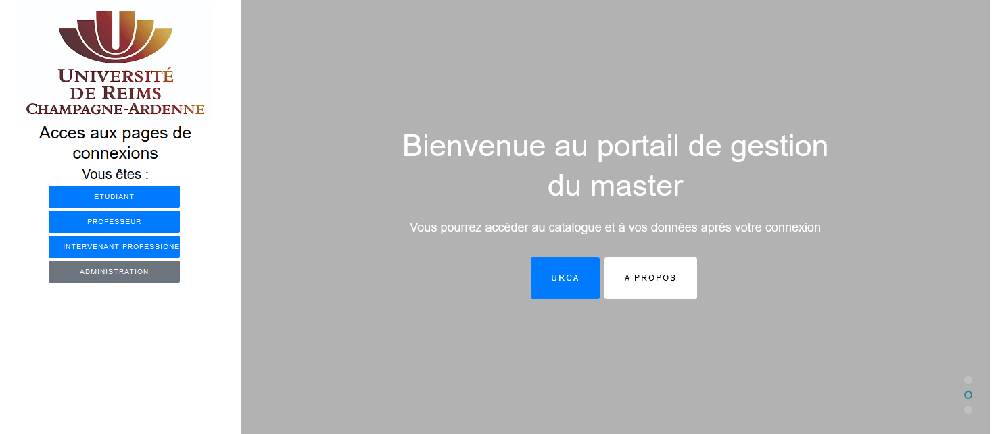 UNIVERSITÉ
DE REIMS
CHAMPAGNE-ARDENNE
Acces aux pages de
connexions
Vous êtes :
ETUDIANT
PROFESSEUR
INTERVENANT PROFESSIONE
ADMINISTRATION
Bienvenue au portail de gestion
du master
Vous pourrez accéder au catalogue et à vos données après votre connexion
URCA
A PROPOS